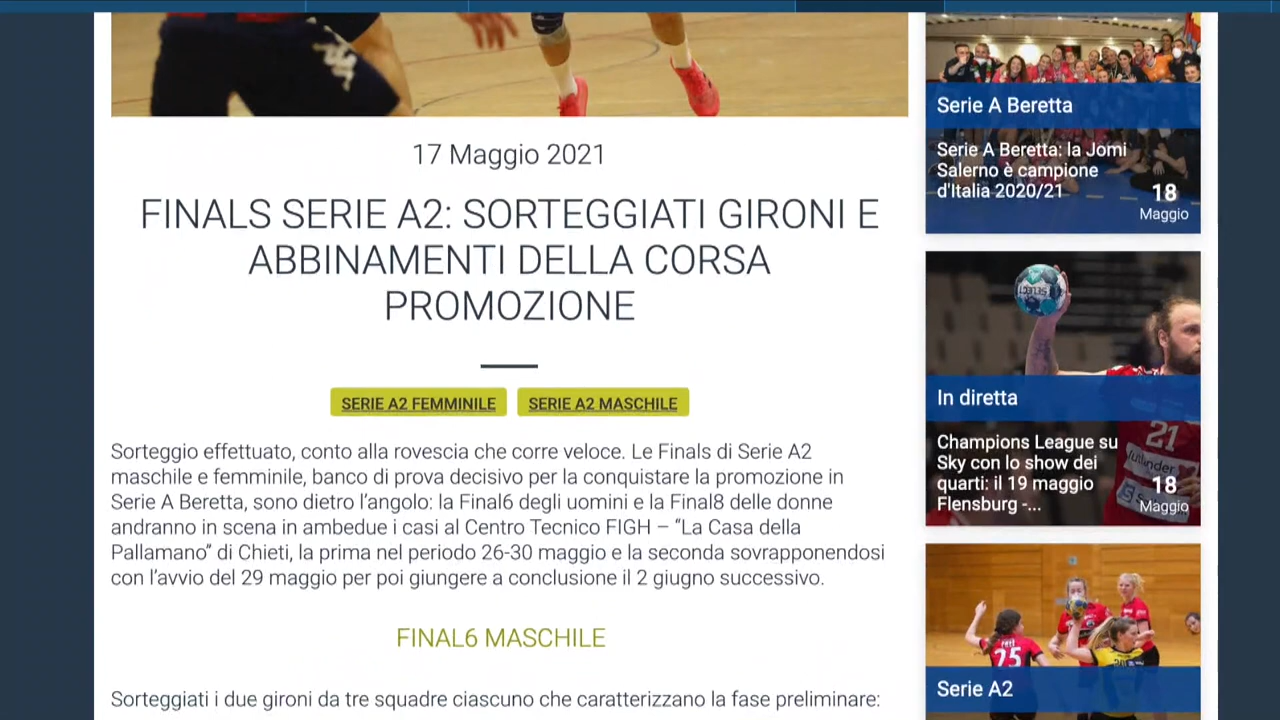 17 Maggio 2021
FINALS SERIE A2: SORTEGGIATI GIRONI E
ABBINAMENTI DELLA CORSA
PROMOZIONE
SERIE A2 FEMMINILE
SERIE A2 MASCHILE
Sorteggio effettuato, conto alla rovescia che corre veloce. Le Finals di Serie A2
maschile e femminile, banco di prova decisivo per la conquistare la promozione in
Serie A Beretta, sono dietro l’angolo: la Final6 degli uomini e la Final8 delle donne
andranno in scena in ambedue i casi al Centro Tecnico FIGH – “La Casa della
Pallamano” di Chieti, la prima nel periodo 26-30 maggio e la seconda sovrapponendosi
con l’avvio del 29 maggio per poi giungere a conclusione il 2 giugno successivo.
FINAL6 MASCHILE
Sorteggiati i due gironi da tre squadre ciascuno che caratterizzano la fase preliminare:
Serie A Beretta
Serie A Beretta: la Jomi
Salerno è campione
d'Italia 2020/21
18
Maggio
SELECT
In diretta
21
Champions League su
Sky con lo show dei
quarti: il 19 maggio
Flensburg -...
18
Maggio
25
Serie A2